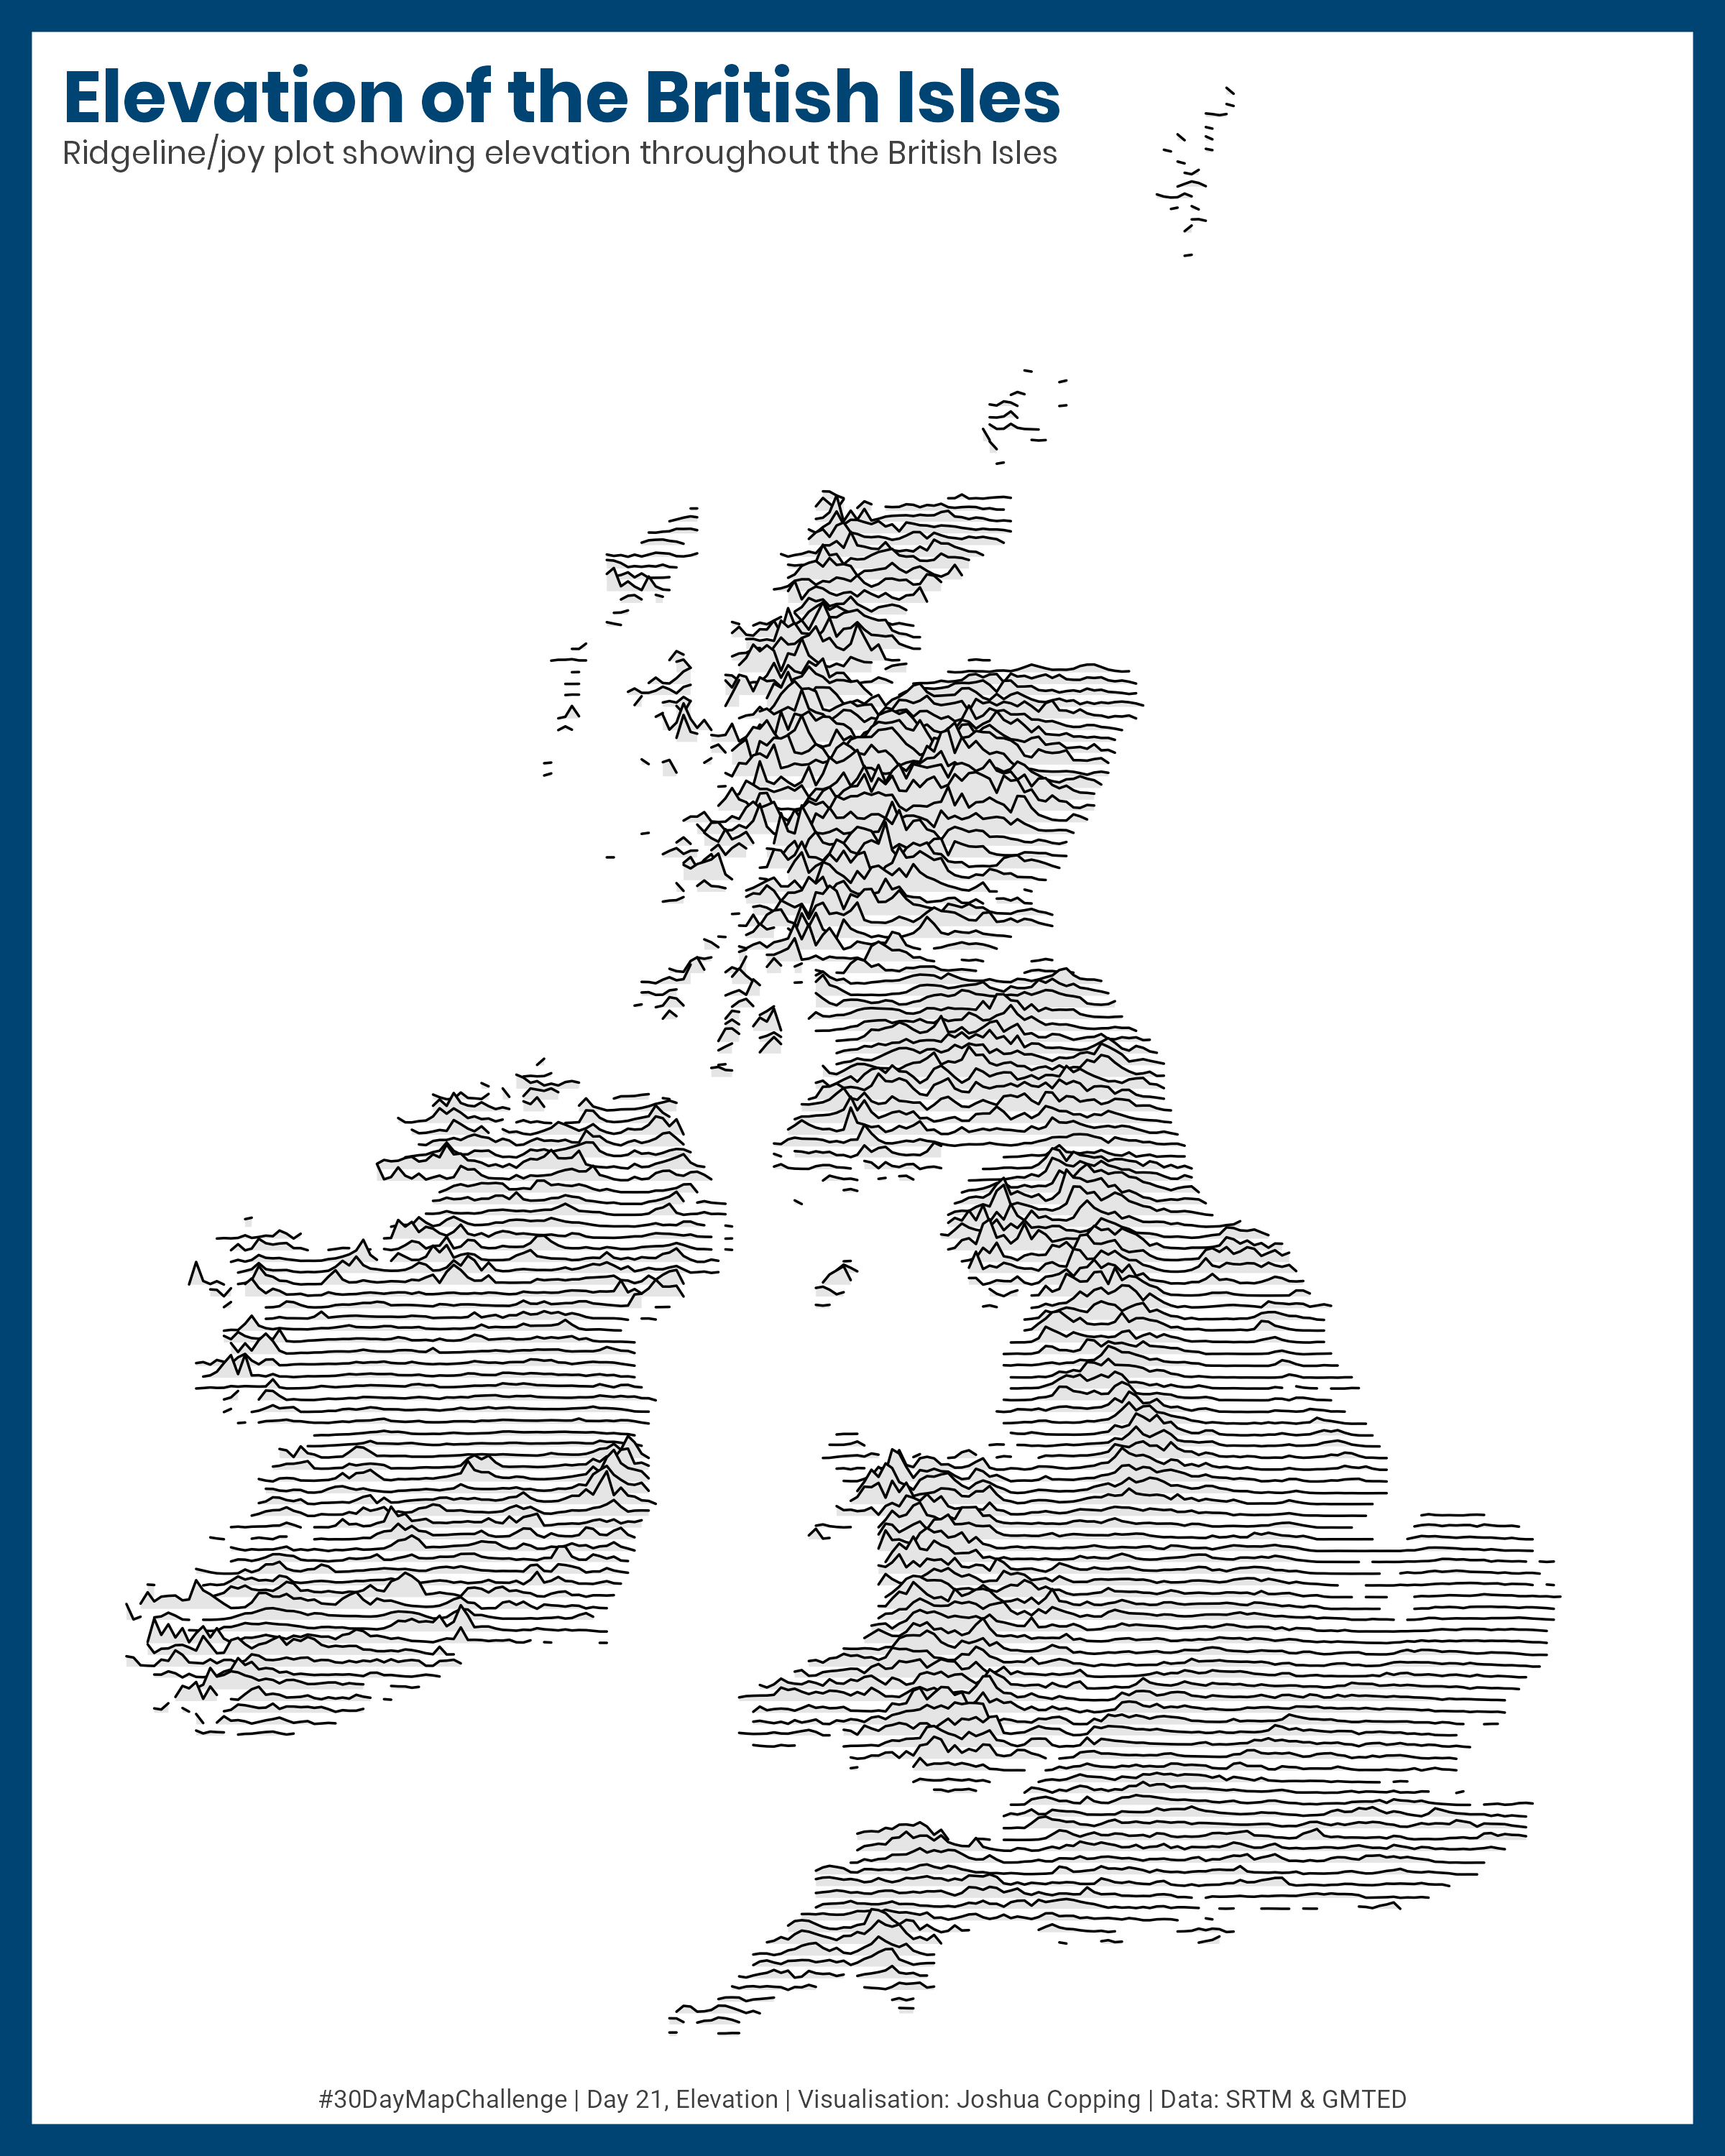 Elevation of the British Isles
Ridgeline/joy plot showing elevation throughout the British Isles
#30DayMapChallenge | Day 21, Elevation | Visualisation: Joshua Copping | Data: SRTM & GMTED